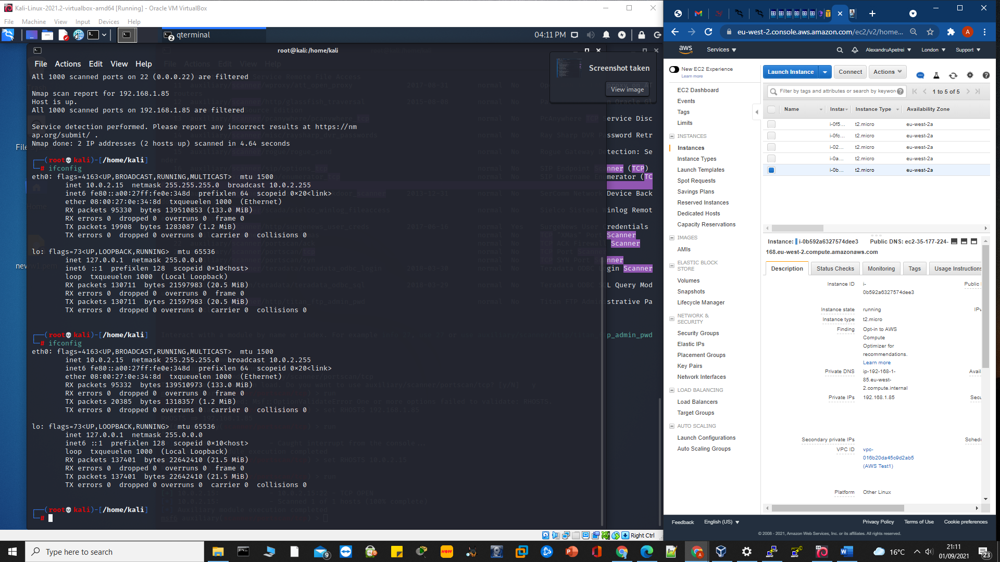 Kali-Linux-2021.2-virtualbox-amd64 [Running] - Oracle VM VirtualBox
File Machine View Input Devices Help
qterminal
04:11 PM
root@kali:/home/kali
File Actions Edit View Help
All 1000 scanned ports on 22 (0.0.0.22) are filtered
Nmap scan report for 192.168.1.85
Host is up.
All 1000 scanned ports on 192.168.1.85 are filtered
Service detection performed. Please report any incorrect results at https://nm
ap.org/submit/ .
Nmap done: 2 IP addresses (2 hosts up) scanned in 4.64 seconds
(root💀kali)-[/home/kali]
# ifconfig
eth0: flags=4163<UP,BROADCAST,RUNNING,MULTICAST> mtu 1500
inet 10.0.2.15 netmask 255.255.255.0 broadcast 10.0.2.255
inet6 fe80::a00:27ff:fe0e:348d prefixlen 64 scopeid 0×20<link>
ether 08:00:27:0e:34:8d txqueuelen 1000 (Ethernet)
RX packets 95330 bytes 139510853 (133.0 MiB)
RX errors 0 dropped 0 overruns 0 frame 0
TX packets 19908 bytes 1283087 (1.2 MiB)
TX errors 0 dropped 0 overruns 0 carrier 0 collisions 0
lo: flags=73<UP,LOOPBACK,RUNNING> mtu 65536
inet 127.0.0.1 netmask 255.0.0.0
inet6 ::1 prefixlen 128 scopeid 0×10<host>
loop txqueuelen 1000 (Local Loopback)
RX packets 130711 bytes 21597983 (20.5 MiB)
RX errors 0 dropped 0 overruns 0 frame 0
TX packets 130711 bytes 21597983 (20.5 MiB)
TX errors 0 dropped 0 overruns 0 carrier 0 collisions 0
(root💀kali)-[/home/kali]
# ifconfig
eth0: flags=4163<UP,BROADCAST,RUNNING,MULTICAST> mtu 1500
inet 10.0.2.15 netmask 255.255.255.0 broadcast 10.0.2.255
inet6 fe80::a00:27ff:fe0e:348d prefixlen 64 scopeid 0×20<link>
ether 08:00:27:0e:34:8d txqueuelen 1000 (Ethernet)
RX packets 95332 bytes 139510973 (133.0 MiB)
RX errors 0 dropped 0 overruns 0 frame 0
TX packets 20385 bytes 1318357 (1.2 MiB)
TX errors 0 dropped 0 overruns 0 carrier 0 collisions 0
lo: flags=73<UP,LOOPBACK,RUNNING> mtu 65536
inet 127.0.0.1 netmask 255.0.0.0
inet6 ::1 prefixlen 128 scopeid 0×10<host>
loop txqueuelen 1000 (Local Loopback)
RX packets 137401 bytes 22642410 (21.5 MiB)
RX errors 0 dropped 0 overruns 0 frame 0
TX packets 137401 bytes 22642410 (21.5 MiB)
TX errors 0 dropped 0 overruns 0 carrier 0 collisions 0
(root💀kali)-[/home/kali]
#
Screenshot taken
View image
Service Disc
Password Retr
tection: Se
nner (TCP)
umerator (TC
Device Back
inlog Remot
redentials
Scanner
Scanner
nner
gin Scanner
L Query Mod
strative Pa
p_admin_pwd
Right Ctrl
eu-west-2.console.aws.amazon.com/ec2/v2/home...
A
aws
Services
AlexandruApetrei
London
Support
New EC2 Experience
Learn more
EC2 Dashboard
Events
Tags
Limits
INSTANCES
Instances
Instance Types
Launch Templates
Spot Requests
Savings Plans
Reserved Instances
Dedicated Hosts
Capacity Reservations
IMAGES
AMIs
ELASTIC BLOCK
STORE
Volumes
Snapshots
Lifecycle Manager
NETWORK &
SECURITY
Security Groups
Elastic IPs
Placement Groups
Key Pairs
Network Interfaces
LOAD BALANCING
Load Balancers
Target Groups
AUTO SCALING
Launch Configurations
Auto Scaling Groups
Launch Instance
Connect
Actions
Filter by tags and attributes or search by keyword
1 to 5 of 5
Name Instar Instance Type Availability Zone
i-0f5... t2.micro eu-west-2a
i-0fc... t2.micro eu-west-2a
i-02... t2.micro eu-west-2a
i-0a... t2.micro eu-west-2a
i-0b... t2.micro eu-west-2a
Instance: i-0b592a6327574dee3 Public DNS: ec2-35-177-224-
168.eu-west-2.compute.amazonaws.com
Description Status Checks Monitoring Tags Usage Instructions
Instance ID i-
0b592a6327574dee3
Public
Instance state running
IPv
Instance type t2.micro
Finding Opt-in to AWS
Compute
Optimizer for
recommendations.
Learn more
Private DNS ip-192-168-1-
85.eu-west-
2.compute.internal
Avail
Private IPs 192.168.1.85
Secu
Secondary private IPs
Schedu
VPC ID vpc-
016b20da45c9d2ab5
(AWS Test1)
Platform Other Linux
Feedback English (US) Privacy Policy Terms of Use Cookie preferences
© 2008 - 2021, Amazon Web Services, Inc. or its affiliates. All rights reserved.
Type here to search
9
NOW
16°C
21:11
01/09/2021
23